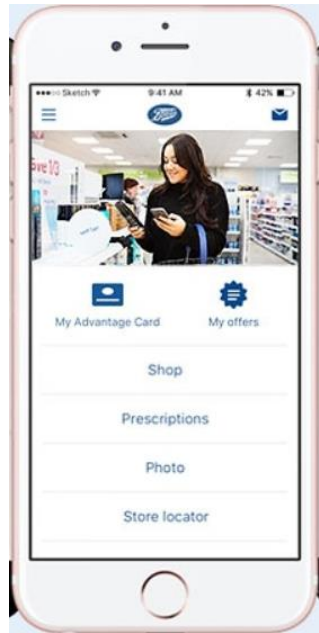 Sketch 9:41 AM 42%
Boots
My Advantage Card My offers
Shop
Prescriptions
Photo
Store locator